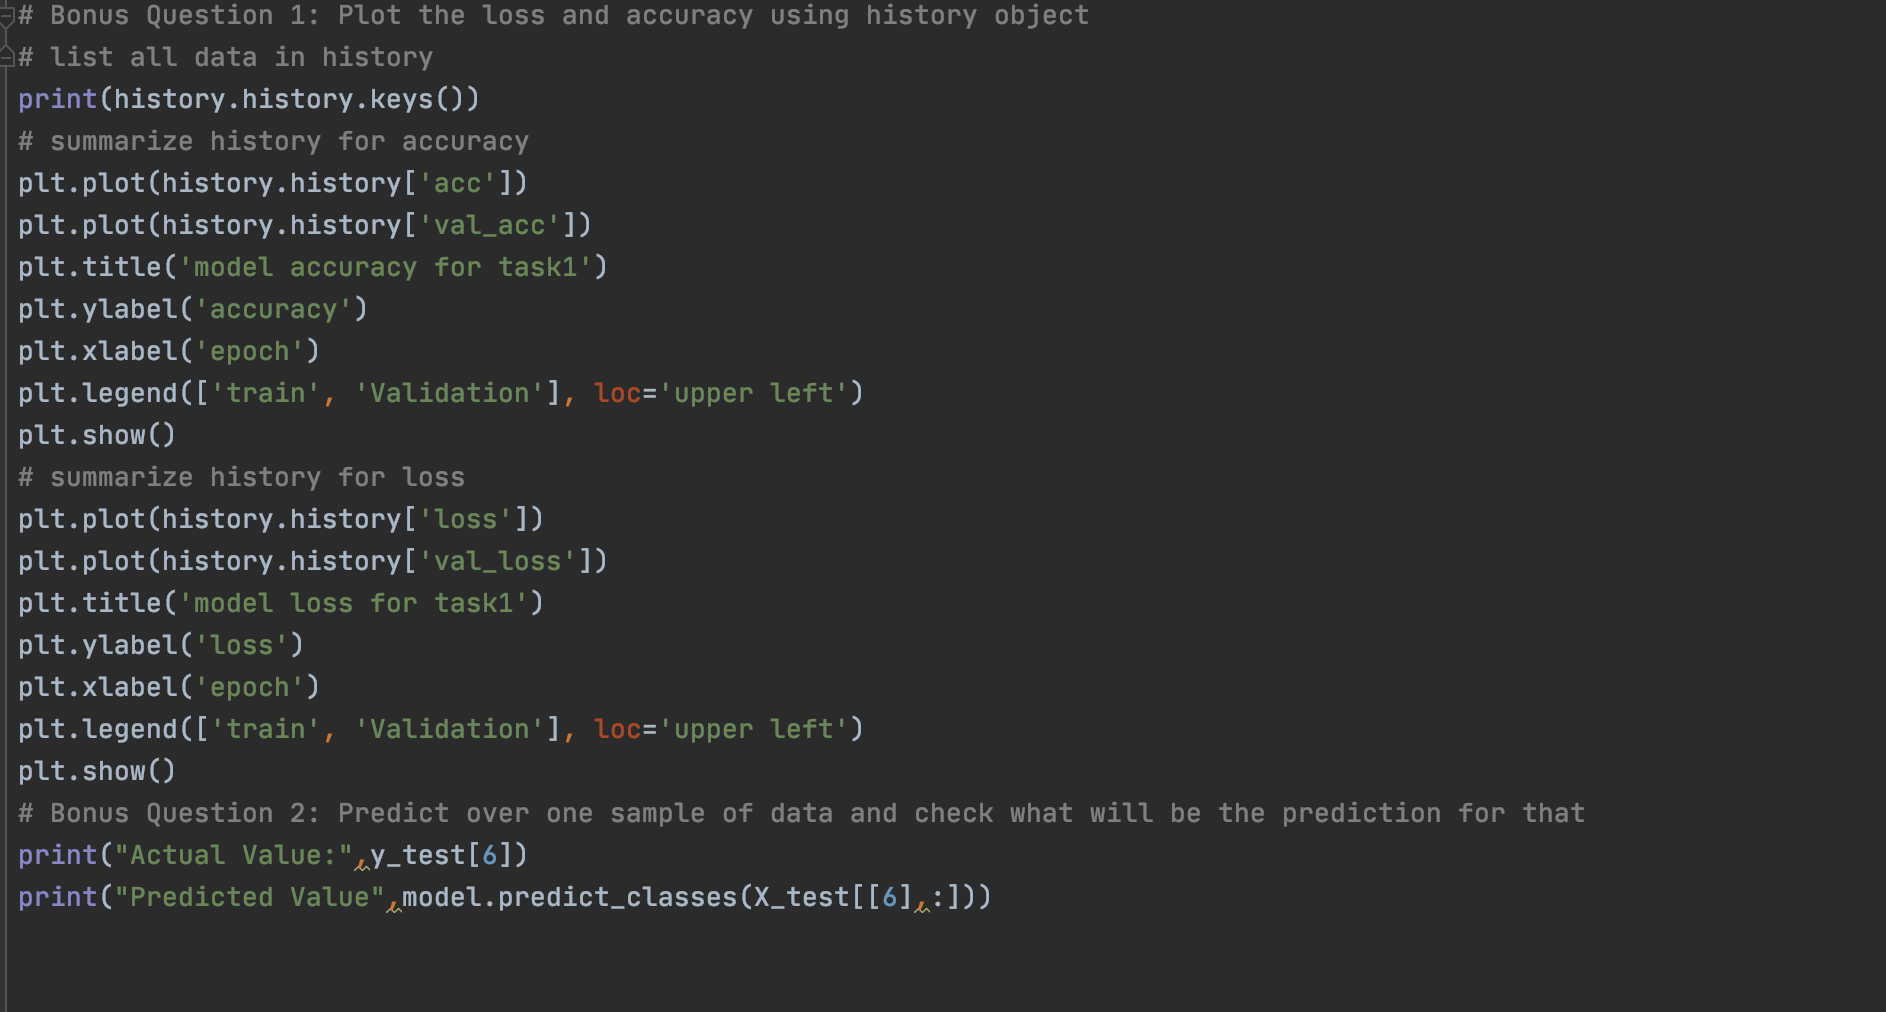 # Bonus Question 1: Plot the loss and accuracy using history object
# list all data in history
print(history.history.keys())
# summarize history for accuracy
plt.plot(history.history['acc'])
plt.plot(history.history['val_acc'])
plt.title('model accuracy for task1')
plt.ylabel('accuracy')
plt.xlabel('epoch')
plt.legend(['train', 'Validation'], loc='upper left')
plt.show()
# summarize history for loss
plt.plot(history.history['loss'])
plt.plot(history.history['val_loss'])
plt.title('model loss for task1')
plt.ylabel('loss')
plt.xlabel('epoch')
plt.legend(['train', 'Validation'], loc='upper left')
plt.show()
# Bonus Question 2: Predict over one sample of data and check what will be the prediction for that
print("Actual Value:",y_test[6])
print("Predicted Value",model.predict_classes(X_test[[6],:]))